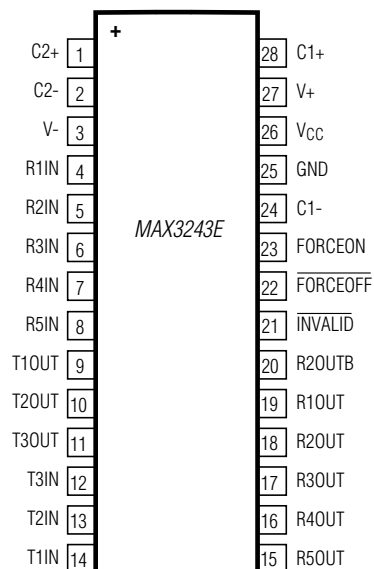 +
C2+ 1 28 C1+
C2- 2 27 V+
V- 3 26 VCC
R1IN 4 25 GND
R2IN 5 24 C1-
MAX3243E
R3IN 6 23 FORCEON
R4IN 7 22 FORCEOFF
R5IN 8 21 INVALID
T1OUT 9 20 R2OUTB
T2OUT 10 19 R1OUT
T3OUT 11 18 R2OUT
T3IN 12 17 R3OUT
T2IN 13 16 R4OUT
T1IN 14 15 R5OUT